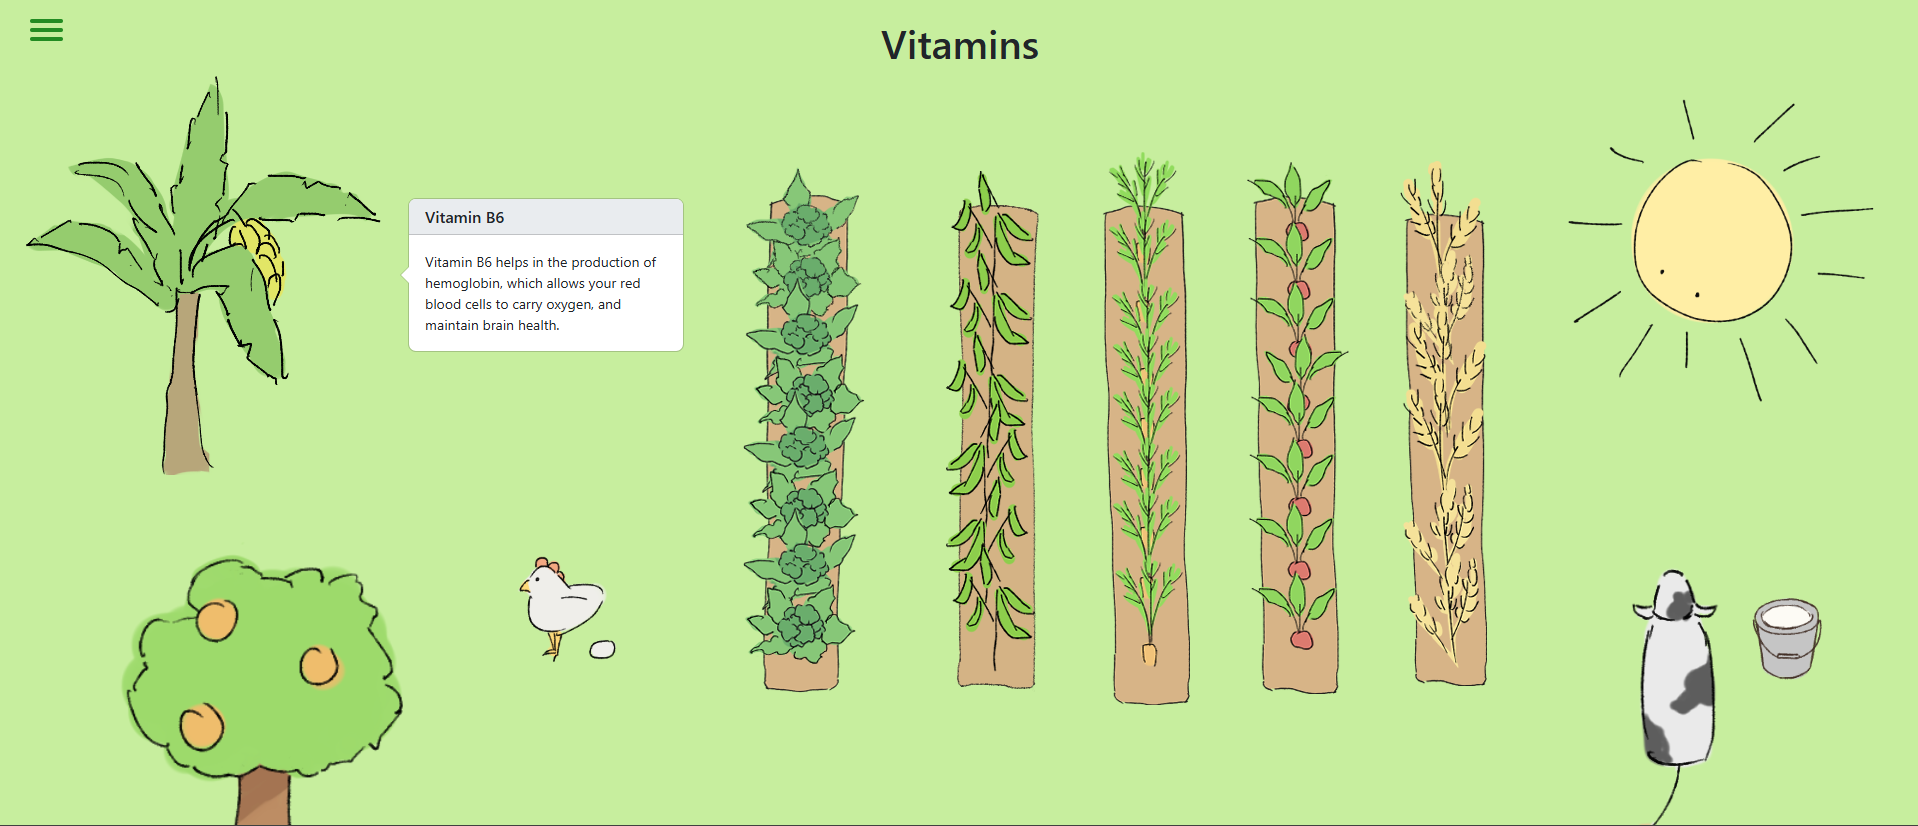 Vitamins
Vitamin B6
Vitamin B6 helps in the production of
hemoglobin, which allows your red
blood cells to carry oxygen, and
maintain brain health.